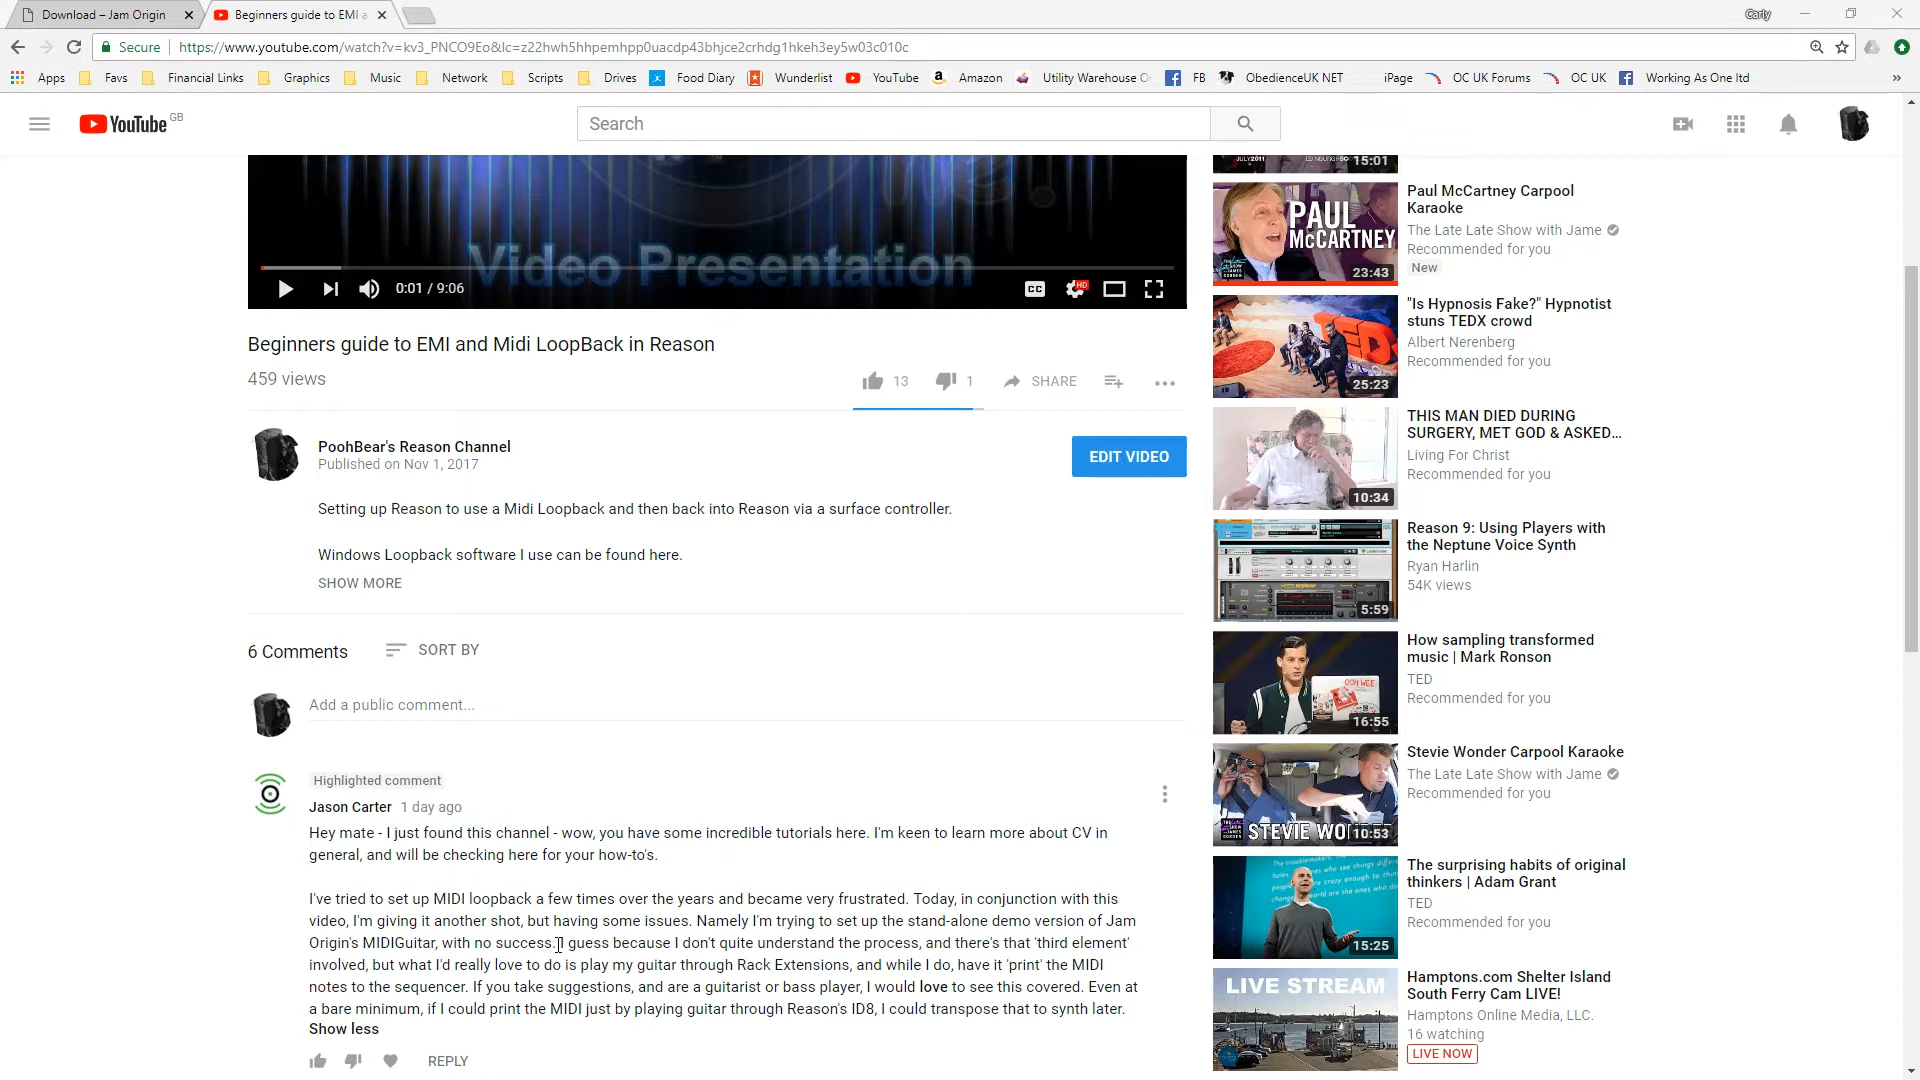 Download – Jam Origin
Beginners guide to EMI a
Carly
Secure
https://www.youtube.com/watch?v=kv3_PNCO9Eo&lc=z22hwh5hhpemhpp0uacdp43bhjce2crhdg1hkeh3ey5w03c010c
Apps
Favs
Financial Links
Graphics
Music
Network
Scripts
Drives
Food Diary
Wunderlist
YouTube
Amazon
Utility Warehouse O
FB
ObedienceUK NET
iPage
OC UK Forums
OC UK
Working As One ltd
YouTube GB
Search
Video Presentation
0:01 / 9:06
CC
HD
Beginners guide to EMI and Midi LoopBack in Reason
459 views
13
1
SHARE
PoohBear's Reason Channel
Published on Nov 1, 2017
EDIT VIDEO
Setting up Reason to use a Midi Loopback and then back into Reason via a surface controller.
Windows Loopback software I use can be found here.
SHOW MORE
6 Comments
SORT BY
Add a public comment...
Highlighted comment
Jason Carter 1 day ago
Hey mate - I just found this channel - wow, you have some incredible tutorials here. I'm keen to learn more about CV in
general, and will be checking here for your how-to's.
I've tried to set up MIDI loopback a few times over the years and became very frustrated. Today, in conjunction with this
video, I'm giving it another shot, but having some issues. Namely I'm trying to set up the stand-alone demo version of Jam
Origin's MIDIGuitar, with no success. I guess because I don't quite understand the process, and there's that 'third element'
involved, but what I'd really love to do is play my guitar through Rack Extensions, and while I do, have it 'print' the MIDI
notes to the sequencer. If you take suggestions, and are a guitarist or bass player, I would love to see this covered. Even at
a bare minimum, if I could print the MIDI just by playing guitar through Reason's ID8, I could transpose that to synth later.
Show less
REPLY
JULY2011
15:01
PAUL
McCARTNEY
23:43
Paul McCartney Carpool
Karaoke
The Late Late Show with Jame
Recommended for you
New
TED
25:23
"Is Hypnosis Fake?" Hypnotist
stuns TEDX crowd
Albert Nerenberg
Recommended for you
10:34
THIS MAN DIED DURING
SURGERY, MET GOD & ASKED...
Living For Christ
Recommended for you
5:59
Reason 9: Using Players with
the Neptune Voice Synth
Ryan Harlin
54K views
OOH WEE
16:55
How sampling transformed
music | Mark Ronson
TED
Recommended for you
STEVIE WONDER
10:53
Stevie Wonder Carpool Karaoke
The Late Late Show with Jame
Recommended for you
15:25
The surprising habits of original
thinkers | Adam Grant
TED
Recommended for you
LIVE STREAM
Hamptons.com Shelter Island
South Ferry Cam LIVE!
Hamptons Online Media, LLC.
16 watching
LIVE NOW